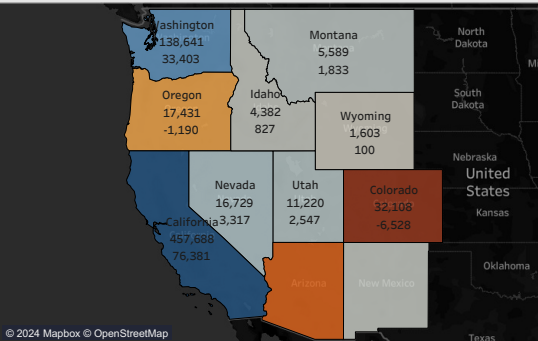 Washington
138,641
33,403
Montana
5,589
1,833
North
Dakota
Oregon
17,431
-1,190
Idaho
4,382
827
South
Dakota
Wyoming
1,603
100
Nebraska
United
States
Nevada
16,729
3,317
Utah
11,220
2,547
Colorado
32,108
-6,528
Kansas
California
457,688
76,381
Arizona
New Mexico
Oklahoma
Texas
© 2024 Mapbox © OpenStreetMap